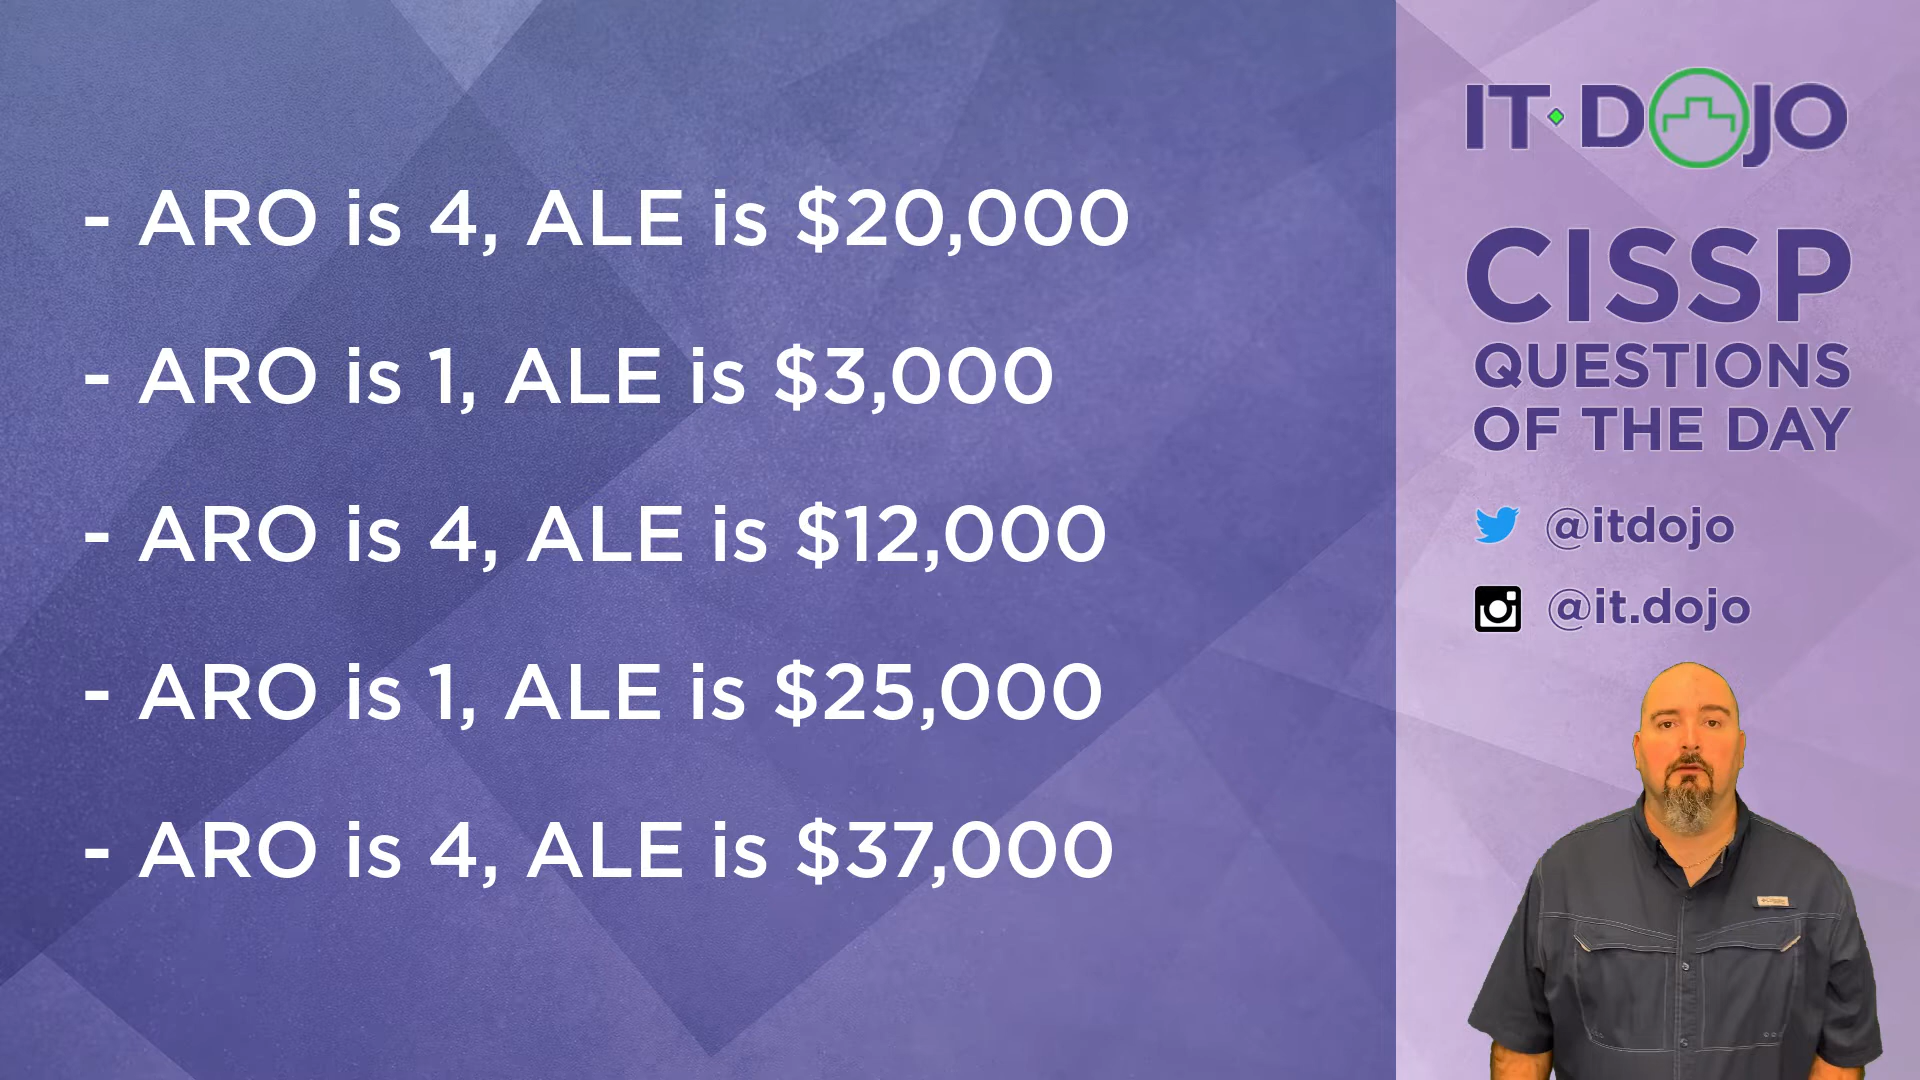 - ARO is 4, ALE is $20,000
- ARO is 1, ALE is $3,000
- ARO is 4, ALE is $12,000
- ARO is 1, ALE is $25,000
- ARO is 4, ALE is $37,000
IT·DOJO
CISSP
QUESTIONS
OF THE DAY
@itdojo
@it.dojo